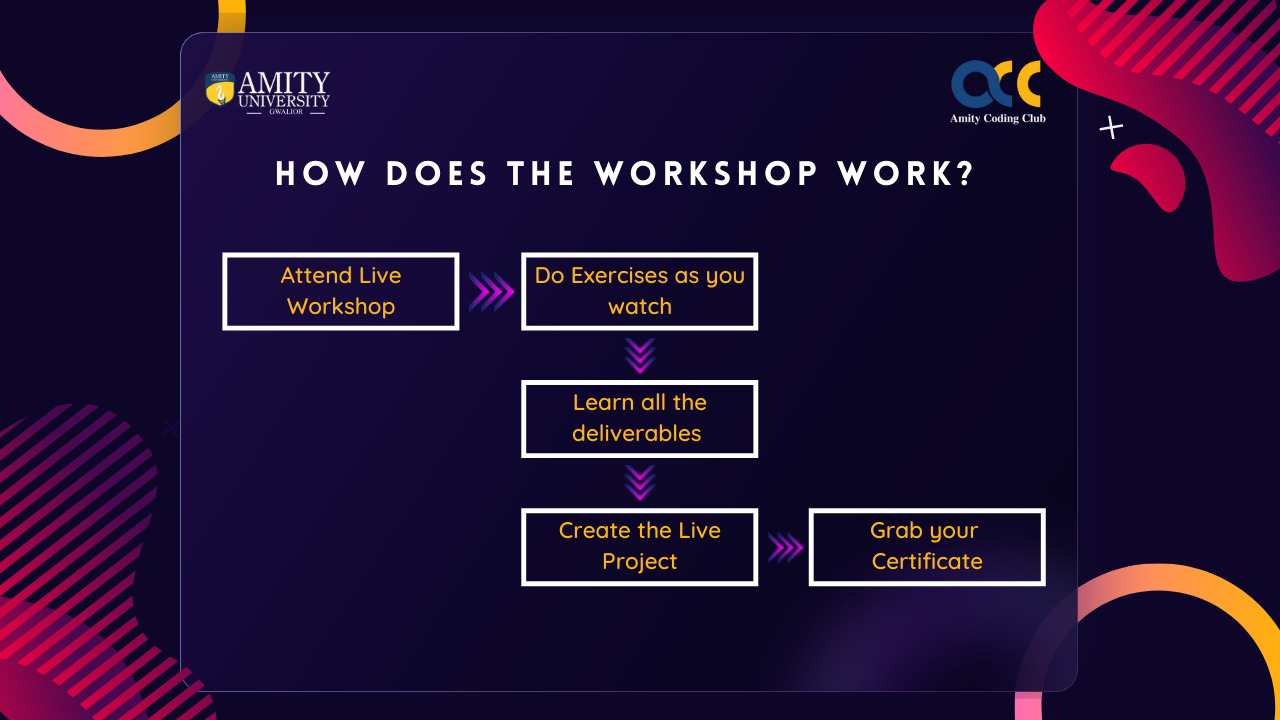 AMITY
UNIVERSITY
AMITY
UNIVERSITY
GWALIOR
Amity Coding Club
HOW DOES THE WORKSHOP WORK?
Attend Live
Workshop
Do Exercises as you
watch
Learn all the
deliverables
Create the Live
Project
Grab your
Certificate